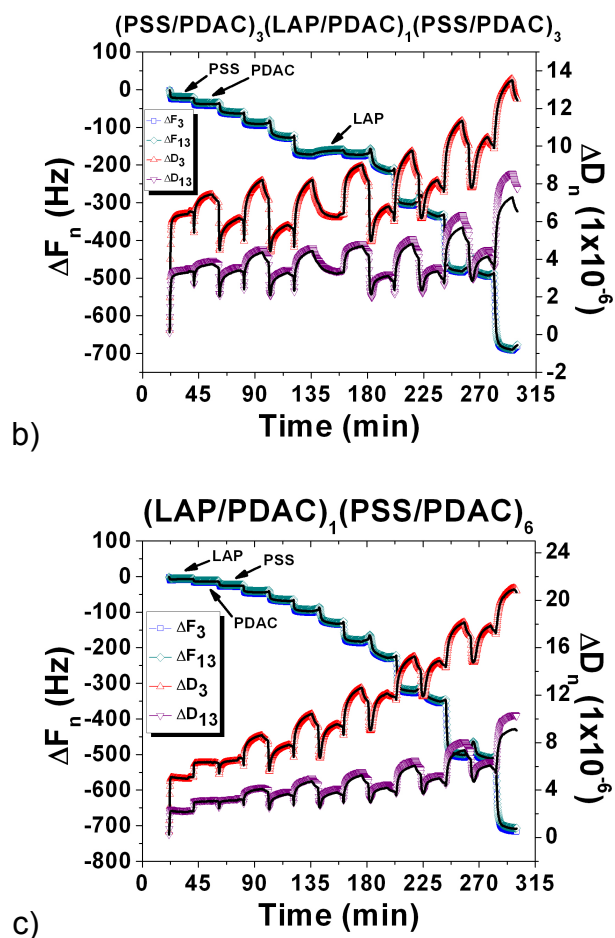 (PSS/PDAC)₃(LAP/PDAC)₁(PSS/PDAC)₃
100
0
-100
-200
-300
-400
-500
-600
-700
ΔFₙ (Hz)
PSS
PDAC
LAP
ΔF₃
ΔF₁₃
ΔD₃
ΔD₁₃
14
12
10
8
6
4
2
0
-2
ΔDₙ (1x10⁻⁶)
0 45 90 135 180 225 270 315
Time (min)
b)
(LAP/PDAC)₁(PSS/PDAC)₆
100
0
-100
-200
-300
-400
-500
-600
-700
-800
ΔFₙ (Hz)
LAP
PSS
PDAC
ΔF₃
ΔF₁₃
ΔD₃
ΔD₁₃
24
20
16
12
8
4
0
ΔDₙ (1x10⁻⁶)
0 45 90 135 180 225 270 315
Time (min)
c)